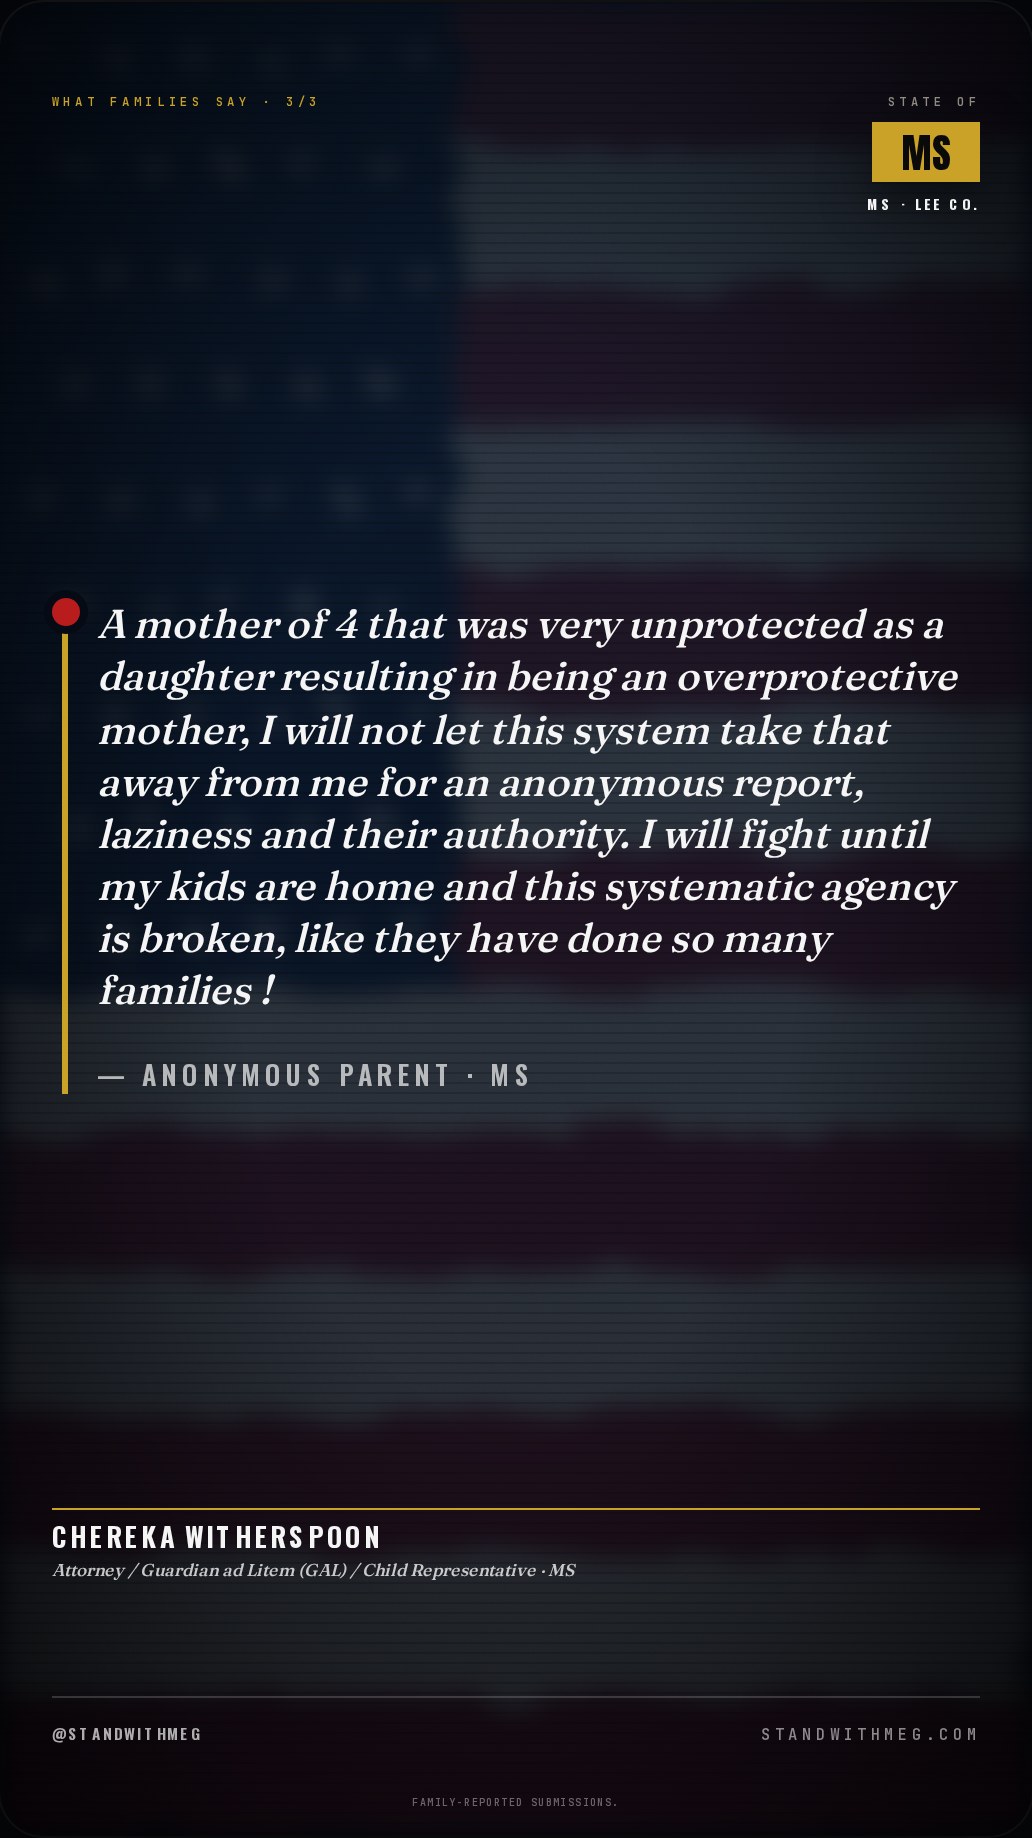 WHAT FAMILIES SAY · 3/3
STATE OF
MS
MS · LEE CO.
A mother of 4 that was very unprotected as a
daughter resulting in being an overprotective
mother, I will not let this system take that
away from me for an anonymous report,
laziness and their authority. I will fight until
my kids are home and this systematic agency
is broken, like they have done so many
families !
— ANONYMOUS PARENT · MS
CHEREKA WITHERSPOON
Attorney / Guardian ad Litem (GAL) / Child Representative · MS
@STANDWITHMEG
STANDWITHMEG.COM
FAMILY-REPORTED SUBMISSIONS.